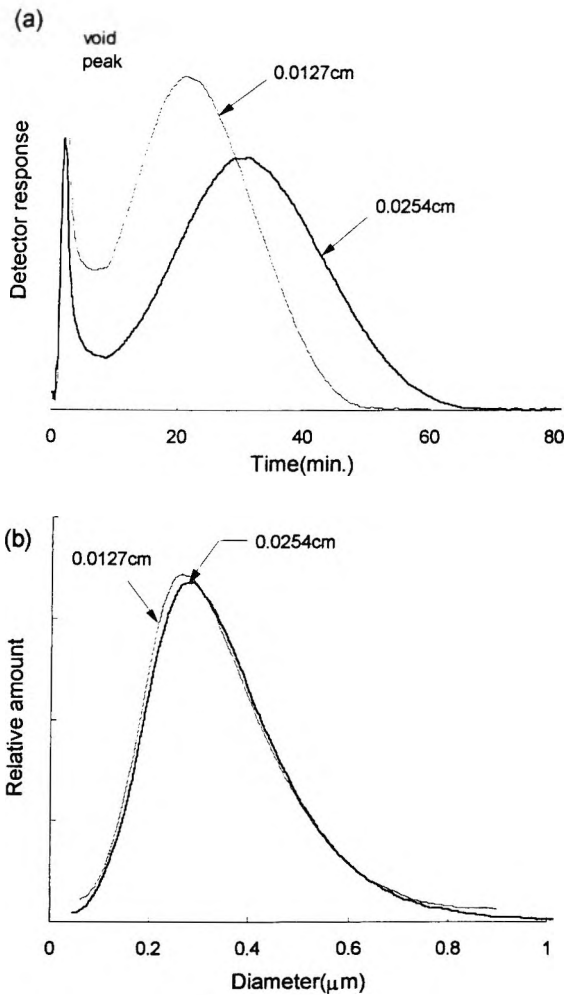 (a)
void
peak
0.0127cm
0.0254cm
Detector response
0 20 40 60 80
Time(min.)
(b)
0.0127cm
0.0254cm
Relative amount
0 0.2 0.4 0.6 0.8 1
Diameter(μm)